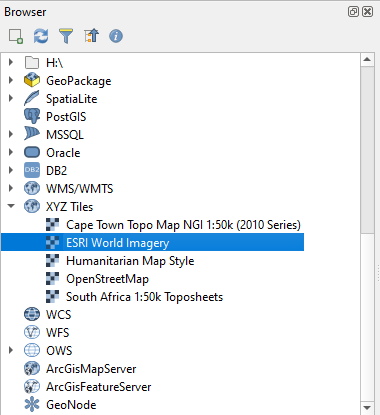 Browser
H:\
GeoPackage
SpatiaLite
PostGIS
MSSQL
Oracle
DB2
DB2
WMS/WMTS
XYZ Tiles
Cape Town Topo Map NGI 1:50k (2010 Series)
ESRI World Imagery
Humanitarian Map Style
OpenStreetMap
South Africa 1:50k Toposheets
WCS
WFS
OWS
ArcGisMapServer
ArcGisFeatureServer
GeoNode